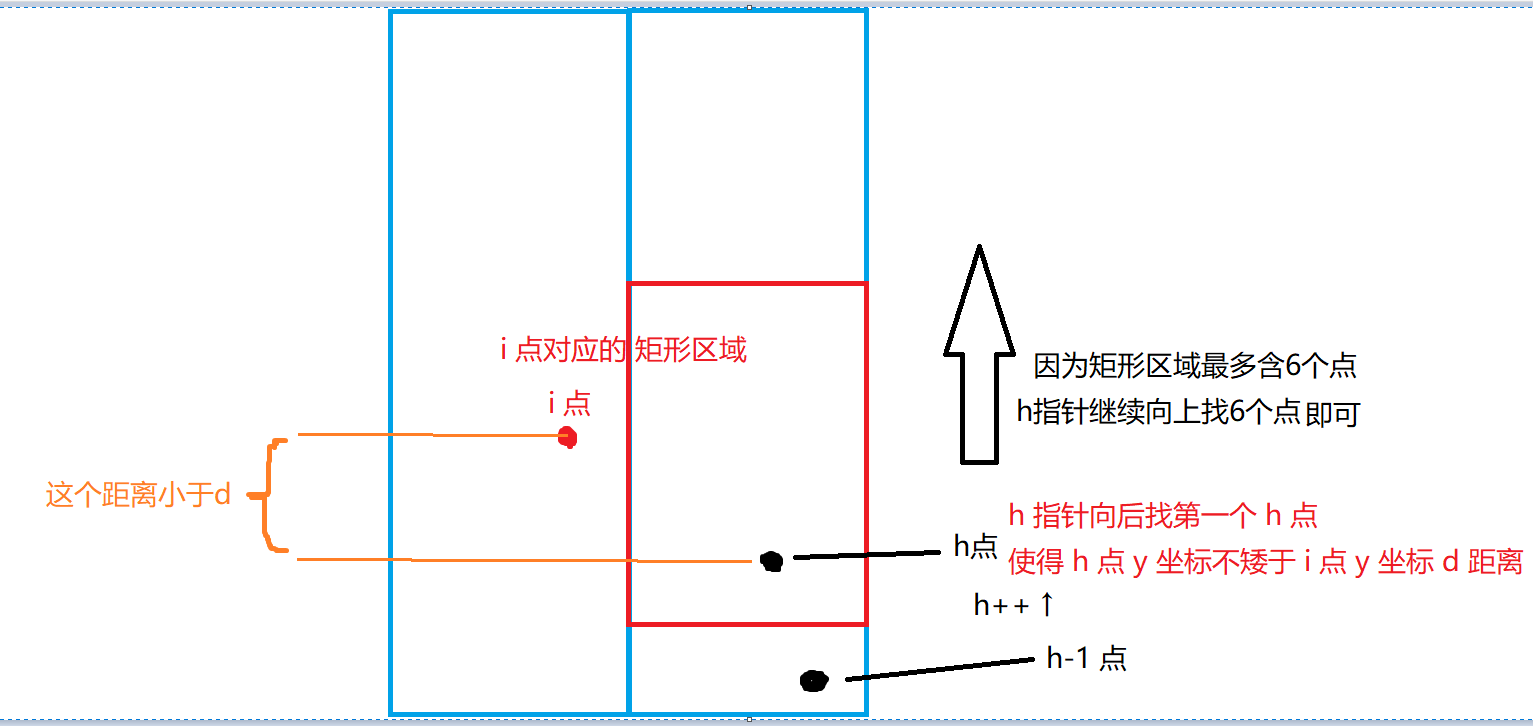 i 点对应的 矩形区域
i 点
这个距离小于d
因为矩形区域最多含6个点
h指针继续向上找6个点 即可
h 指针向后找第一个 h 点
使得 h 点 y 坐标不矮于 i 点 y 坐标 d 距离
h点
h++ ↑
h-1 点